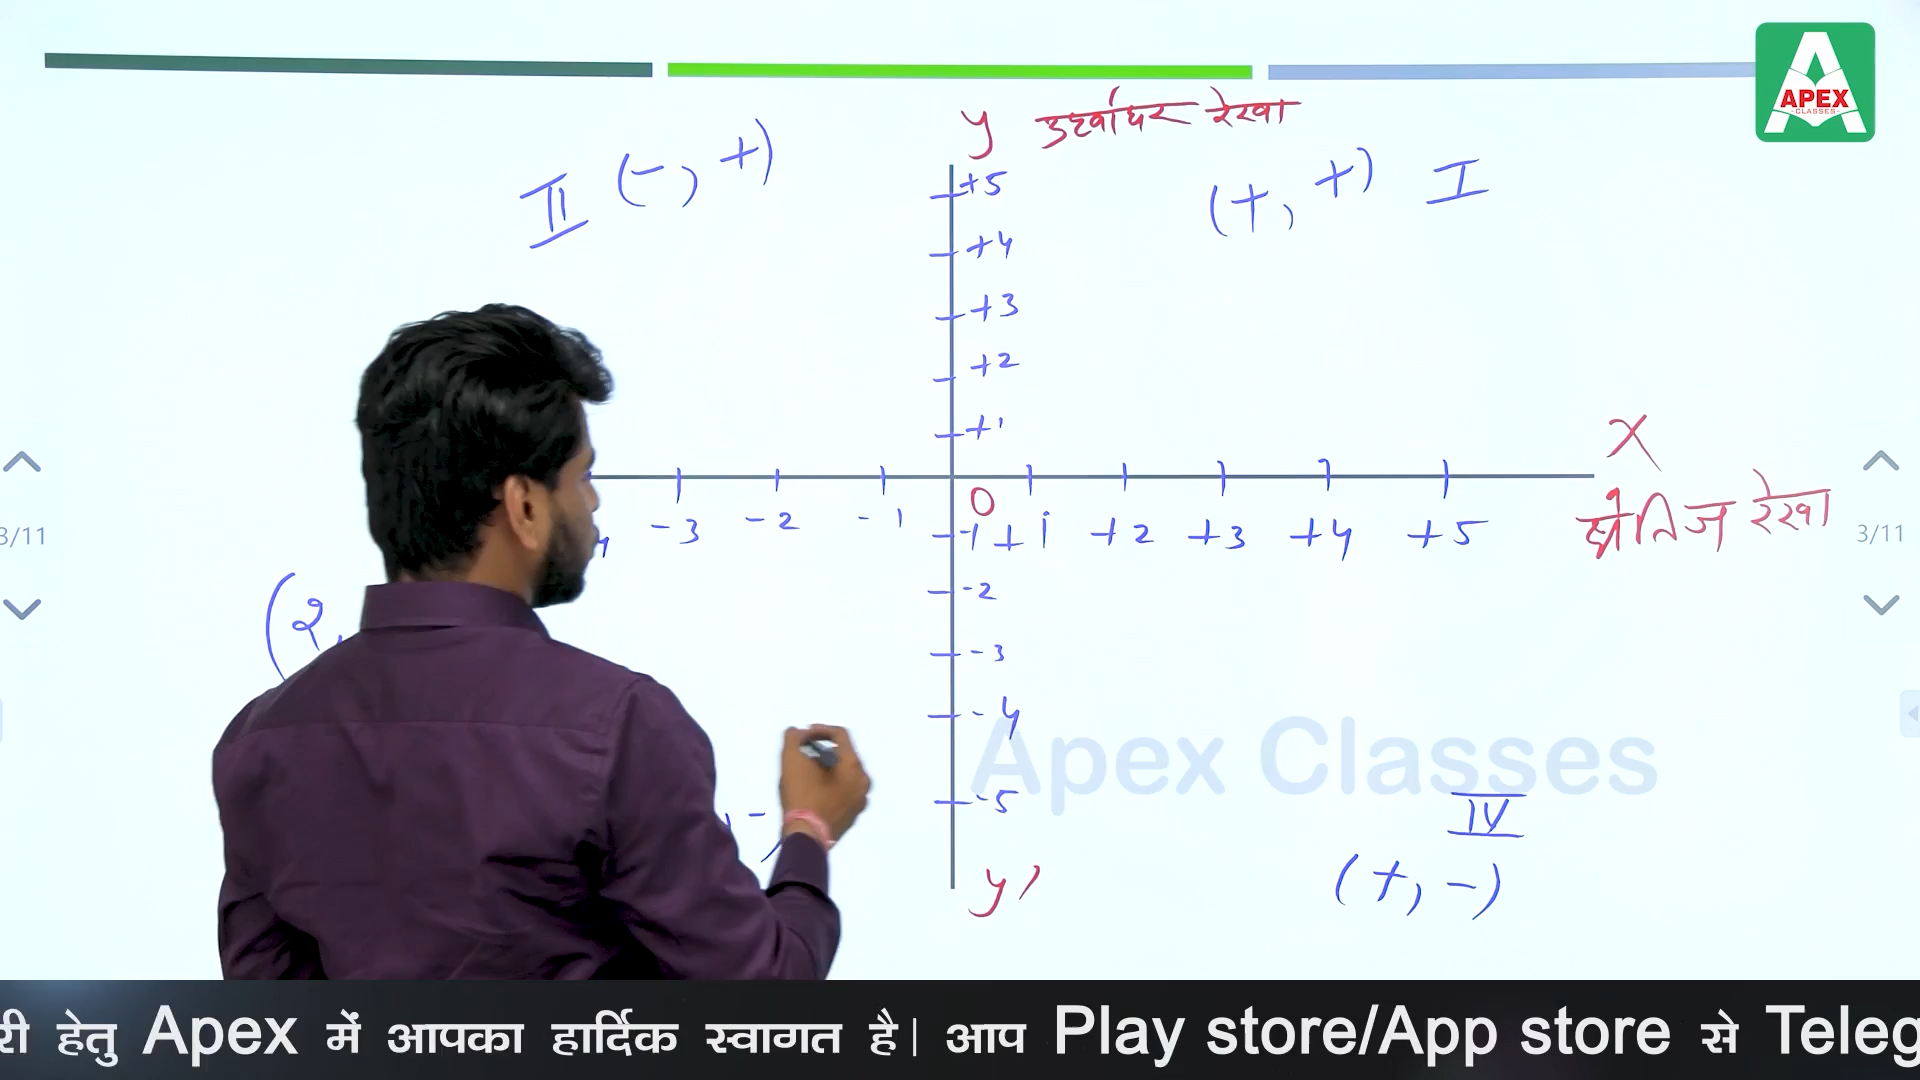 APEX
CLASSES
y उर्ध्वाधर रेखा
II (-, +)
(+, +) I
+5
+4
+3
+2
+1
X
क्षैतिज रेखा
-3 -2 -1 0 +1 +2 +3 +4 +5
-1
-2
-3
-4
-5
3/11
3/11
(2,
, -)
Apex Classes
IV
(+, -)
y'
री हेतु Apex में आपका हार्दिक स्वागत है| आप Play store/App store से Teleg